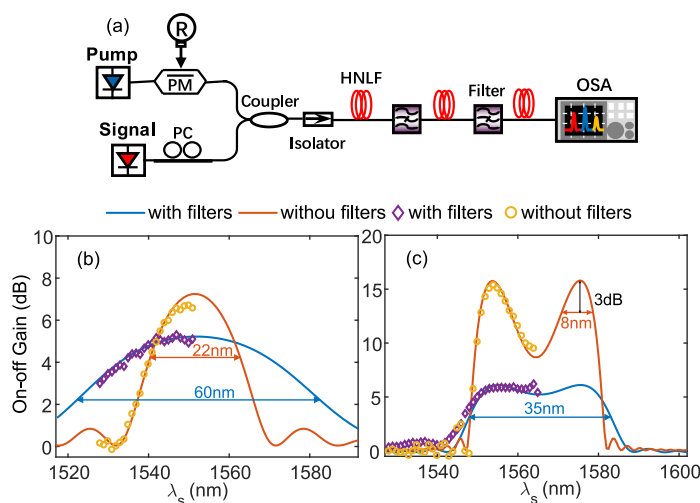 (a)
R
Pump
PM
HNLF
Filter
OSA
Coupler
Signal
PC
Isolator
with filters withou filters with filters without filters
On-off Gain (dB)
10
8
6
4
2
0
(b)
22nm
60nm
1520 1540 1560 1580
λs (nm)
20
15
10
5
0
(c)
3dB
8nm
35nm
1540 1560 1580 1600
λs (nm)